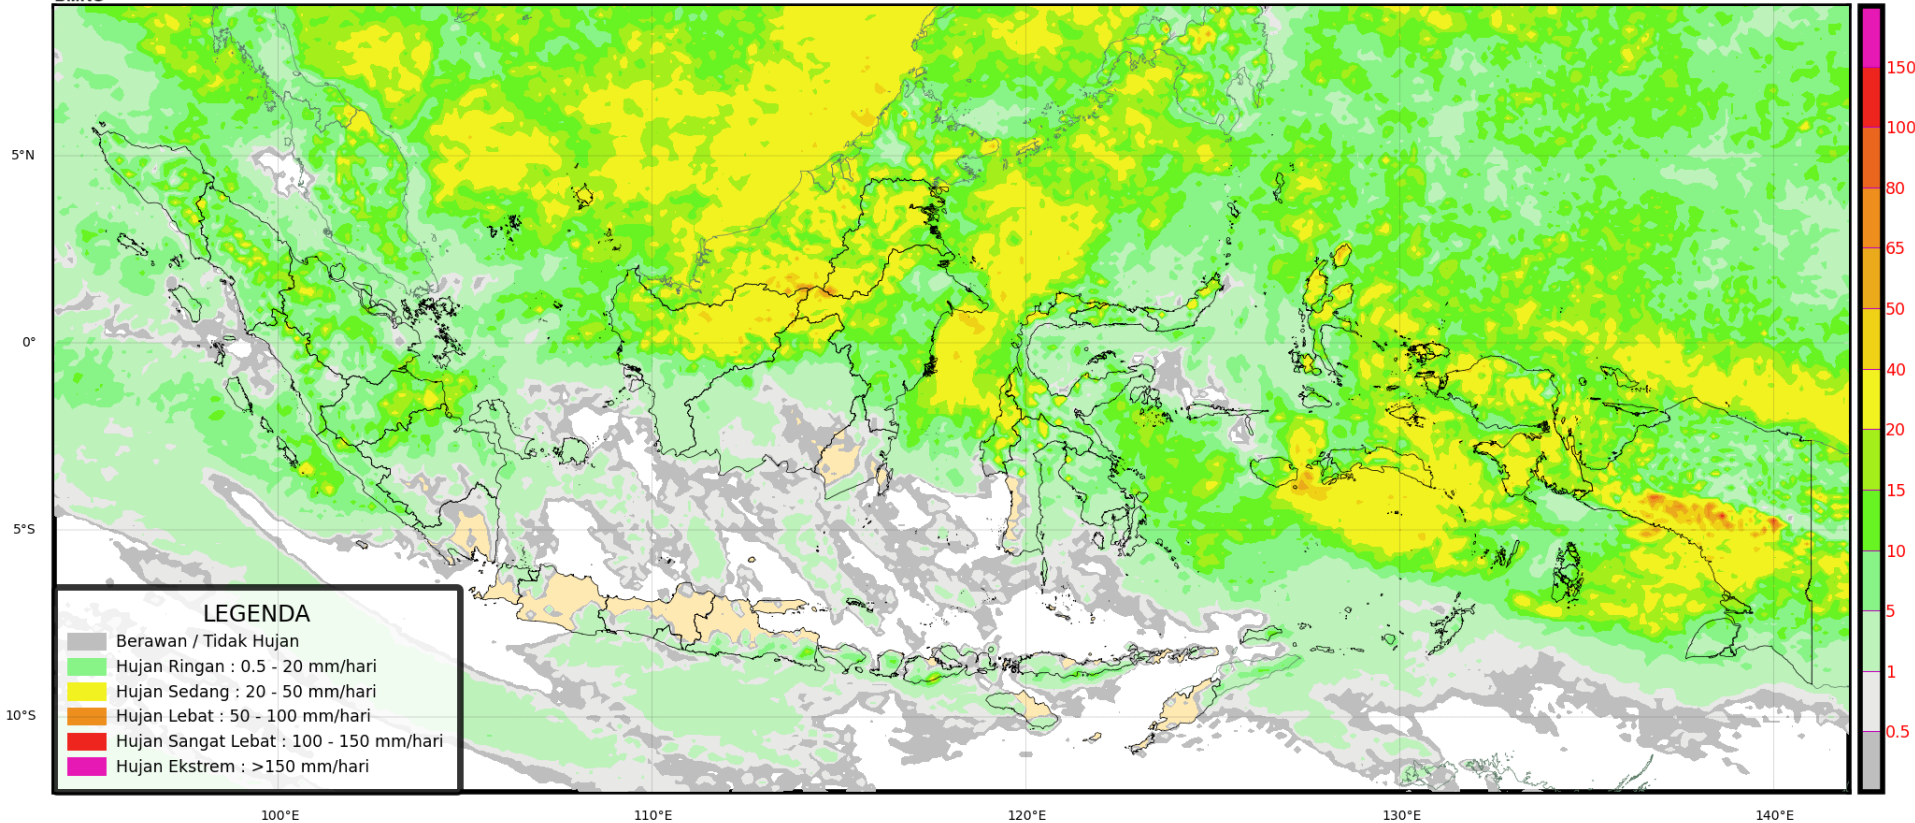 5°N
0°
5°S
10°S
LEGENDA
Berawan / Tidak Hujan
Hujan Ringan : 0.5 - 20 mm/hari
Hujan Sedang : 20 - 50 mm/hari
Hujan Lebat : 50 - 100 mm/hari
Hujan Sangat Lebat : 100 - 150 mm/hari
Hujan Ekstrem : >150 mm/hari
100°E
110°E
120°E
130°E
140°E
150
100
80
65
50
40
20
15
10
5
1
0.5